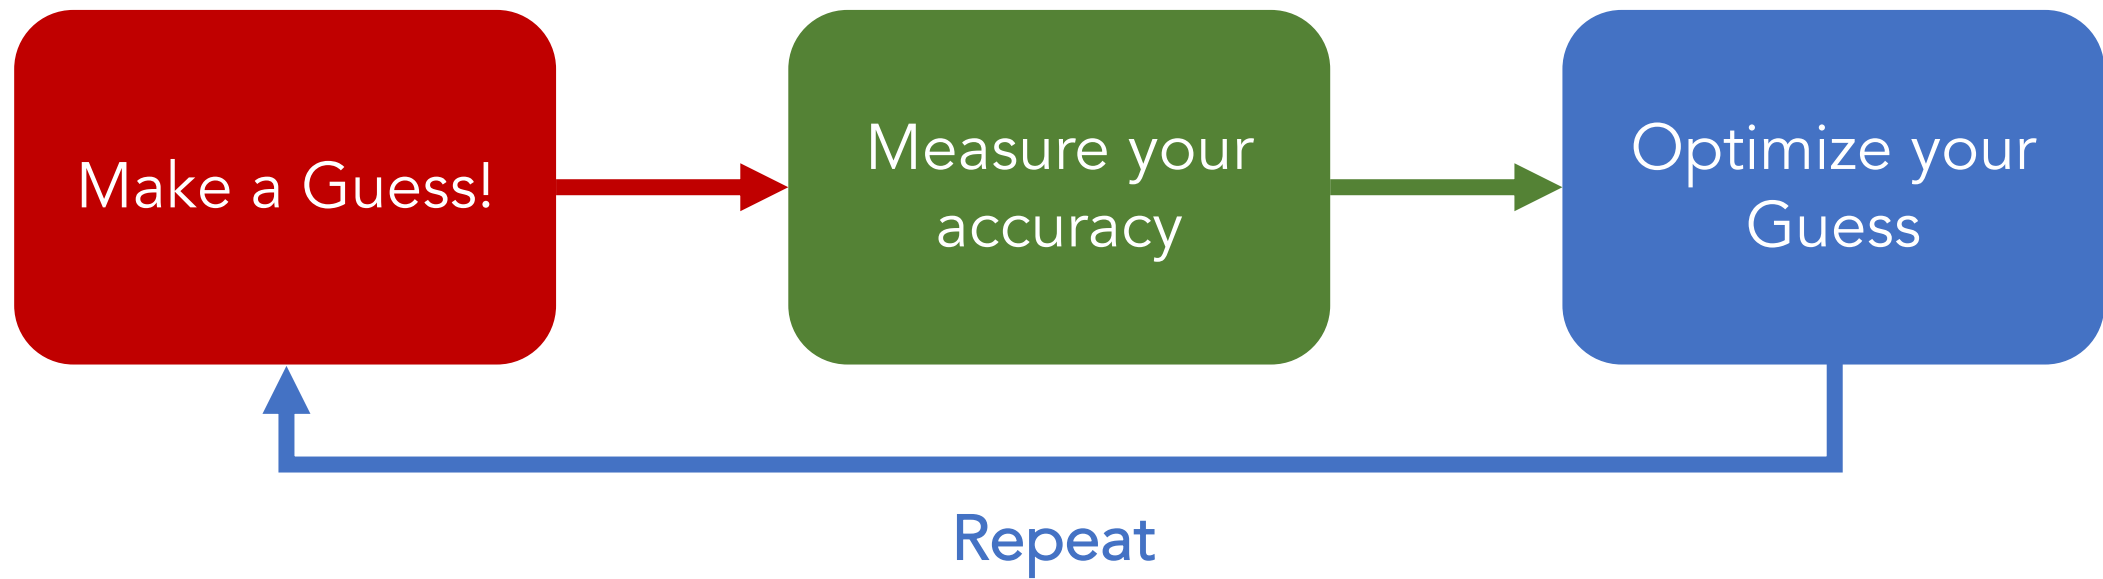 Make a Guess!
Measure your
accuracy
Optimize your
Guess
Repeat